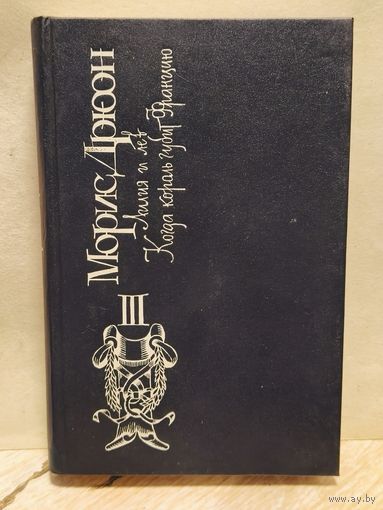 Морис Дрюон
Лилия и лев
Когда король губит Францию
III
www.ay.by